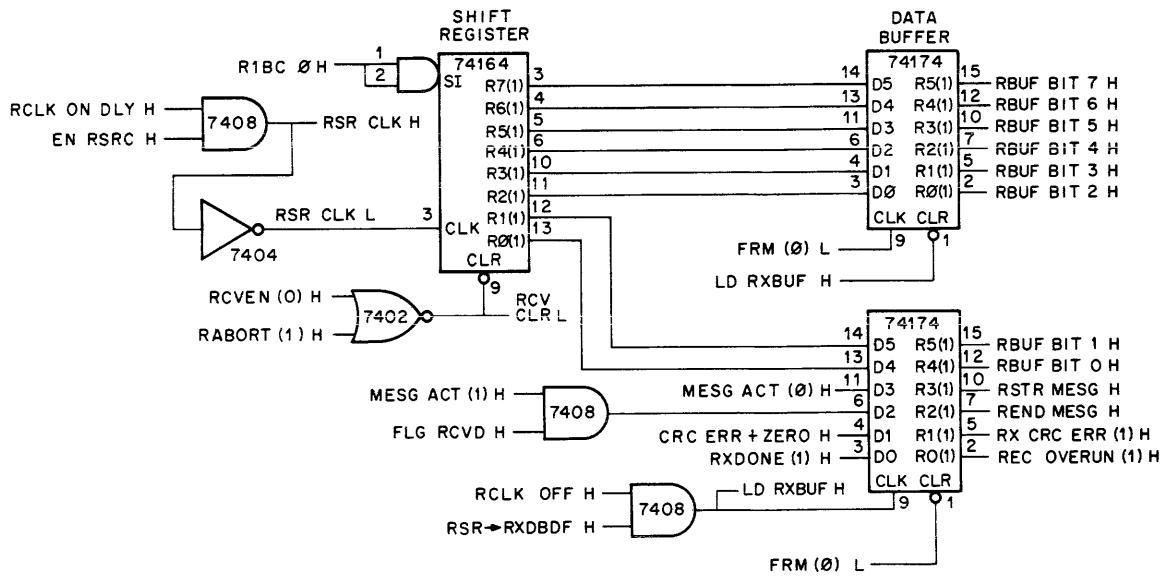 SHIFT
REGISTER
DATA
BUFFER
R1BC Ø H
1
2
74164
SI
R7(1) 3
R6(1) 4
R5(1) 5
R4(1) 6
R3(1) 10
R2(1) 11
R1(1) 12
RØ(1) 13
3 CLK
CLR
9
RCLK ON DLY H
EN RSRC H
7408
RSR CLK H
RSR CLK L
7404
RCVEN (0) H
RABORT (1) H
7402
RCV
CLR L
74174
14 D5 R5(1) 15 RBUF BIT 7 H
13 D4 R4(1) 12 RBUF BIT 6 H
11 D3 R3(1) 10 RBUF BIT 5 H
6 D2 R2(1) 7 RBUF BIT 4 H
4 D1 R1(1) 5 RBUF BIT 3 H
3 DØ RØ(1) 2 RBUF BIT 2 H
CLK CLR
9 1
FRM (Ø) L
LD RXBUF H
74174
14 D5 R5(1) 15 RBUF BIT 1 H
13 D4 R4(1) 12 RBUF BIT 0 H
MESG ACT (Ø) H 11 D3 R3(1) 10 RSTR MESG H
6 D2 R2(1) 7 REND MESG H
CRC ERR + ZERO H 4 D1 R1(1) 5 RX CRC ERR (1) H
RXDONE (1) H 3 D0 R0(1) 2 REC OVERUN (1) H
CLK CLR
9 1
MESG ACT (1) H
FLG RCVD H
7408
RCLK OFF H
RSR→RXDBDF H
7408
LD RXBUF H
FRM (Ø) L